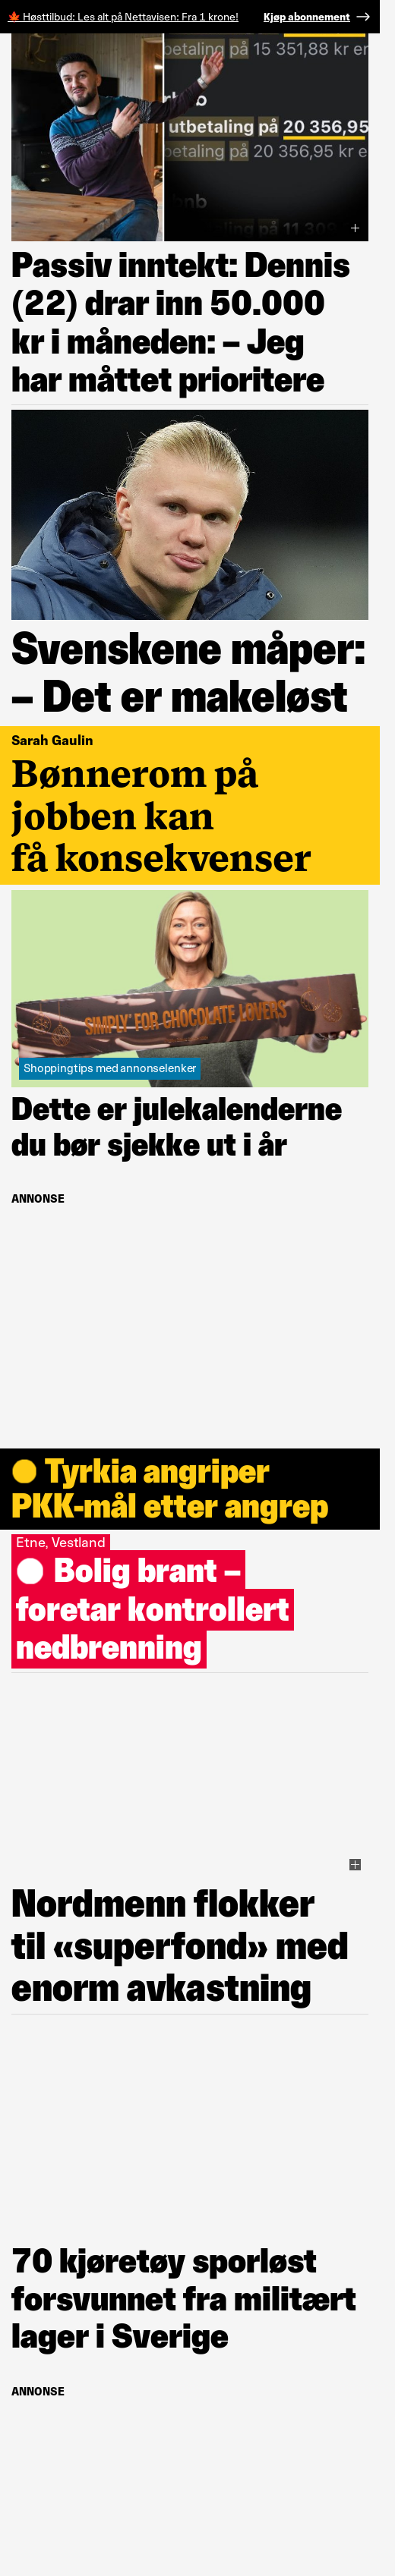 🍁 Høsttilbud: Les alt på Nettavisen: Fra 1 krone! Kjøp abonnement →
betaling på 15 351,88 kr er
utbetaling på 20 356,95
betaling på 20 356,95 kr e
Passiv inntekt: Dennis
(22) drar inn 50.000
kr i måneden: – Jeg
har måttet prioritere
Svenskene måper:
– Det er makeløst
Sarah Gaulin
Bønnerom på
jobben kan
få konsekvenser
SIMPLY FOR CHOCOLATE LOVERS
Shoppingtips med annonselenker
Dette er julekalenderne
du bør sjekke ut i år
ANNONSE
Tyrkia angriper
PKK-mål etter angrep
Etne, Vestland
Bolig brant –
foretar kontrollert
nedbrenning
Nordmenn flokker
til «superfond» med
enorm avkastning
70 kjøretøy sporløst
forsvunnet fra militært
lager i Sverige
ANNONSE